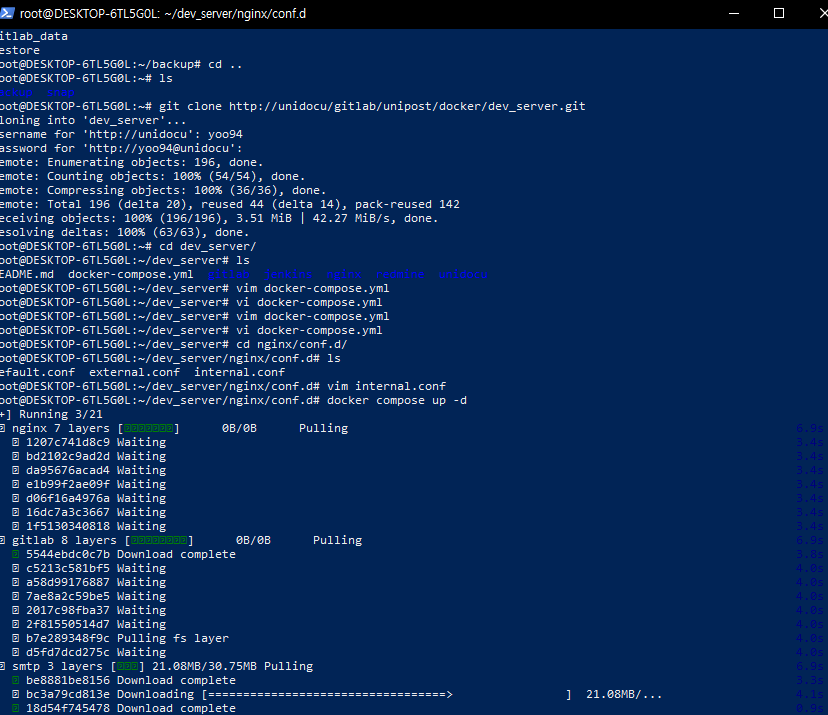 root@DESKTOP-6TL5G0L: ~/dev_server/nginx/conf.d
itlab_data
estore
oot@DESKTOP-6TL5G0L:~/backup# cd ..
oot@DESKTOP-6TL5G0L:~# ls
oot@DESKTOP-6TL5G0L:~# git clone http://unidocu/gitlab/unipost/docker/dev_server.git
loning into 'dev_server'...
sername for 'http://unidocu': yoo94
assword for 'http://yoo94@unidocu':
emote: Enumerating objects: 196, done.
emote: Counting objects: 100% (54/54), done.
emote: Compressing objects: 100% (36/36), done.
emote: Total 196 (delta 20), reused 44 (delta 14), pack-reused 142
eceiving objects: 100% (196/196), 3.51 MiB | 42.27 MiB/s, done.
esolving deltas: 100% (63/63), done.
oot@DESKTOP-6TL5G0L:~# cd dev_server/
oot@DESKTOP-6TL5G0L:~/dev_server# ls
EADME.md docker-compose.yml gitlab jenkins nginx redmine unidocu
oot@DESKTOP-6TL5G0L:~/dev_server# vim docker-compose.yml
oot@DESKTOP-6TL5G0L:~/dev_server# vi docker-compose.yml
oot@DESKTOP-6TL5G0L:~/dev_server# vim docker-compose.yml
oot@DESKTOP-6TL5G0L:~/dev_server# vi docker-compose.yml
oot@DESKTOP-6TL5G0L:~/dev_server# cd nginx/conf.d/
oot@DESKTOP-6TL5G0L:~/dev_server/nginx/conf.d# ls
efault.conf external.conf internal.conf
oot@DESKTOP-6TL5G0L:~/dev_server/nginx/conf.d# vim internal.conf
oot@DESKTOP-6TL5G0L:~/dev_server/nginx/conf.d# docker compose up -d
+] Running 3/21
nginx 7 layers [] 0B/0B Pulling 6.9s
1207c741d8c9 Waiting 3.4s
bd2102c9ad2d Waiting 3.4s
da95676acad4 Waiting 3.4s
e1b99f2ae09f Waiting 3.4s
d06f16a4976a Waiting 3.4s
16dc7a3c3667 Waiting 3.4s
1f5130340818 Waiting 3.4s
gitlab 8 layers [] 0B/0B Pulling 6.9s
5544ebdc0c7b Download complete 3.8s
c5213c581bf5 Waiting 4.0s
a58d99176887 Waiting 4.0s
7ae8a2c59be5 Waiting 4.0s
2017c98fba37 Waiting 4.0s
2f81550514d7 Waiting 4.0s
b7e289348f9c Pulling fs layer 4.0s
d5fd7dcd275c Waiting 4.0s
smtp 3 layers [] 21.08MB/30.75MB Pulling 6.9s
be8881be8156 Download complete 3.3s
bc3a79cd813e Downloading [==================================> ] 21.08MB/... 4.1s
18d54f745478 Download complete 0.9s